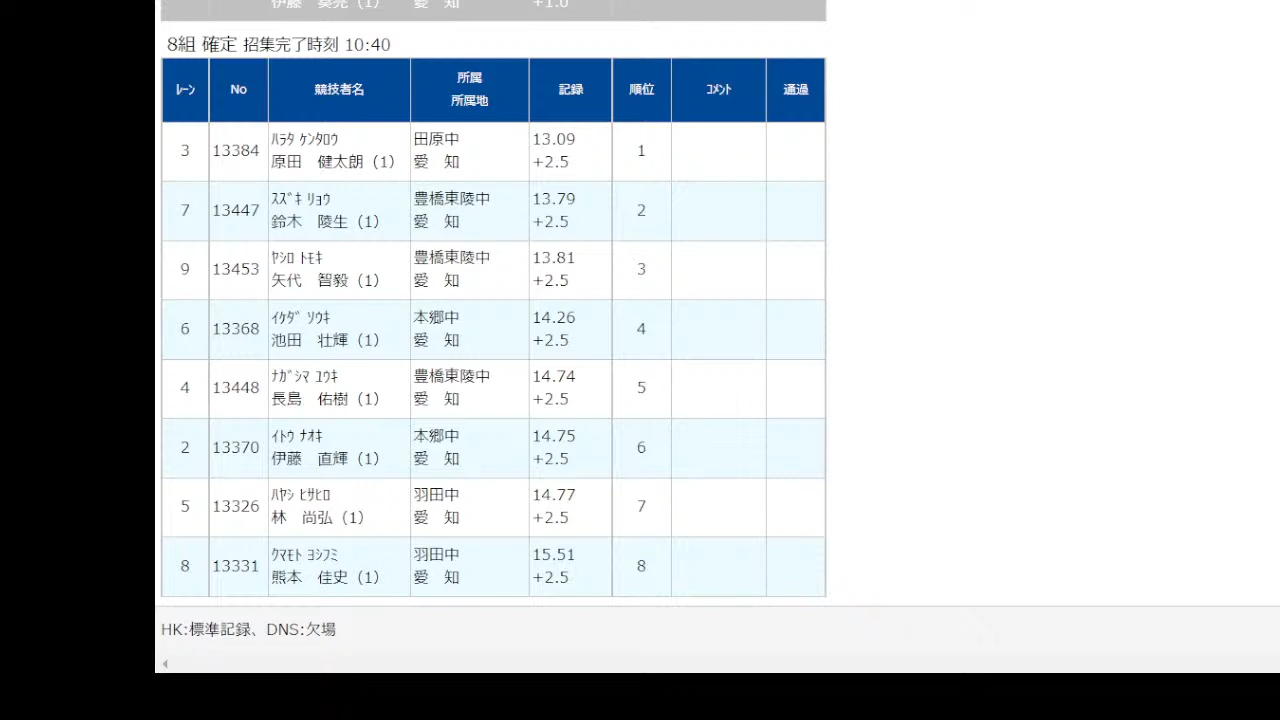 伊藤　葵尭 (1) 愛　知 +1.0
8組 確定 招集完了時刻 10:40
ﾚｰﾝ No 競技者名 所属 所属地 記録 順位 ｺﾒﾝﾄ 通過
3 13384 ﾊﾗﾀ ｹﾝﾀﾛｳ 田原中 13.09 1
原田　健太朗 (1) 愛　知 +2.5
7 13447 ｽｽﾞｷ ﾘｮｳ 豊橋東陵中 13.79 2
鈴木　陵生 (1) 愛　知 +2.5
9 13453 ﾔｼﾛ ﾄﾓｷ 豊橋東陵中 13.81 3
矢代　智毅 (1) 愛　知 +2.5
6 13368 ｲｹﾀﾞ ｿｳｷ 本郷中 14.26 4
池田　壮輝 (1) 愛　知 +2.5
4 13448 ﾅｶﾞｼﾏ ﾕｳｷ 豊橋東陵中 14.74 5
長島　佑樹 (1) 愛　知 +2.5
2 13370 ｲﾄｳ ﾅｵｷ 本郷中 14.75 6
伊藤　直輝 (1) 愛　知 +2.5
5 13326 ﾊﾔｼ ﾋｻﾋﾛ 羽田中 14.77 7
林　尚弘 (1) 愛　知 +2.5
8 13331 ｸﾏﾓﾄ ﾖｼﾌﾐ 羽田中 15.51 8
熊本　佳史 (1) 愛　知 +2.5
HK:標準記録、DNS:欠場